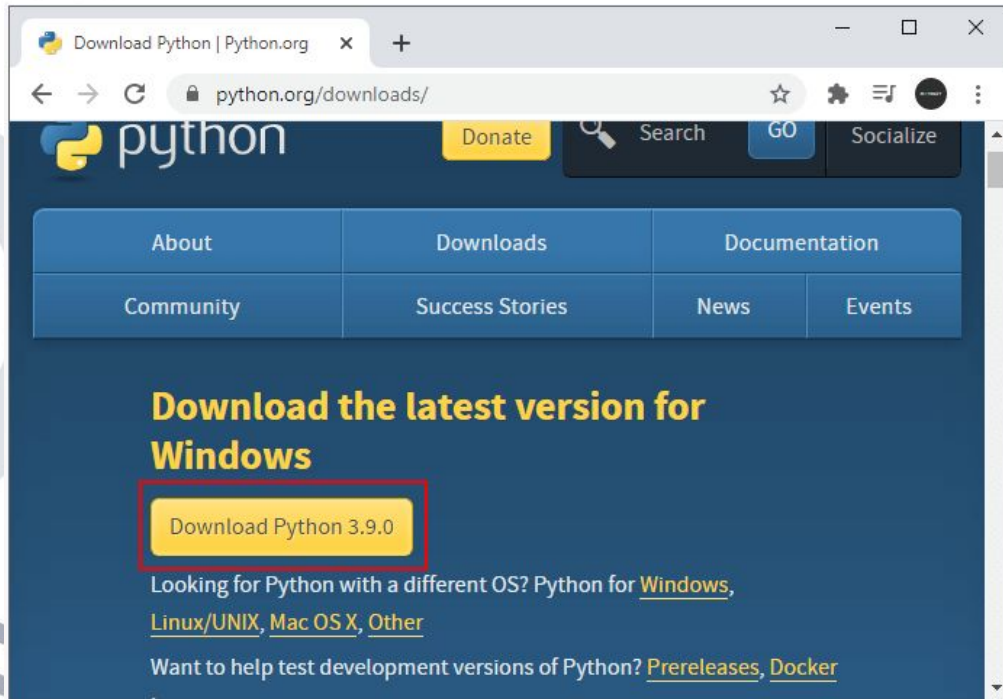 Download Python | Python.org
python.org/downloads/
python
Donate
Search
GO
Socialize
About
Downloads
Documentation
Community
Success Stories
News
Events
Download the latest version for
Windows
Download Python 3.9.0
Looking for Python with a different OS? Python for Windows,
Linux/UNIX, Mac OS X, Other
Want to help test development versions of Python? Prereleases, Docker